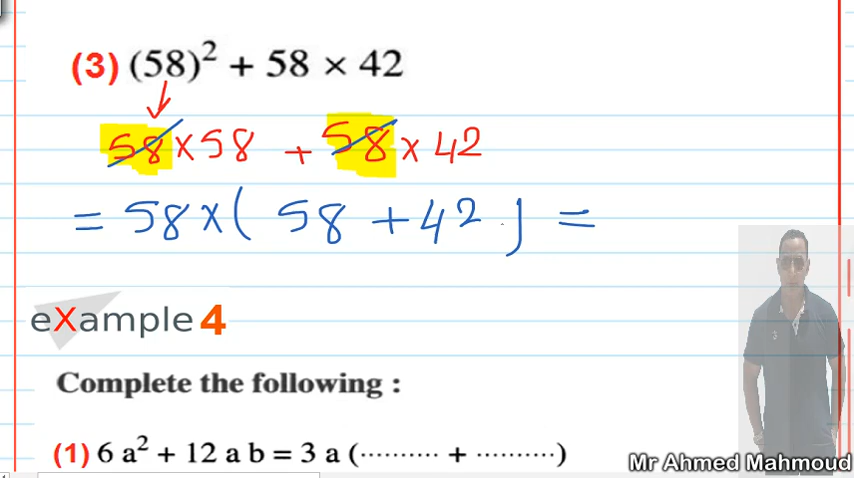 (3) (58)² + 58 × 42
58 × 58 + 58 × 42
= 58 × ( 58 + 42 ) =
eXample 4
Complete the following :
(1) 6 a² + 12 a b = 3 a (·········· + ··········)
Mr Ahmed Mahmoud